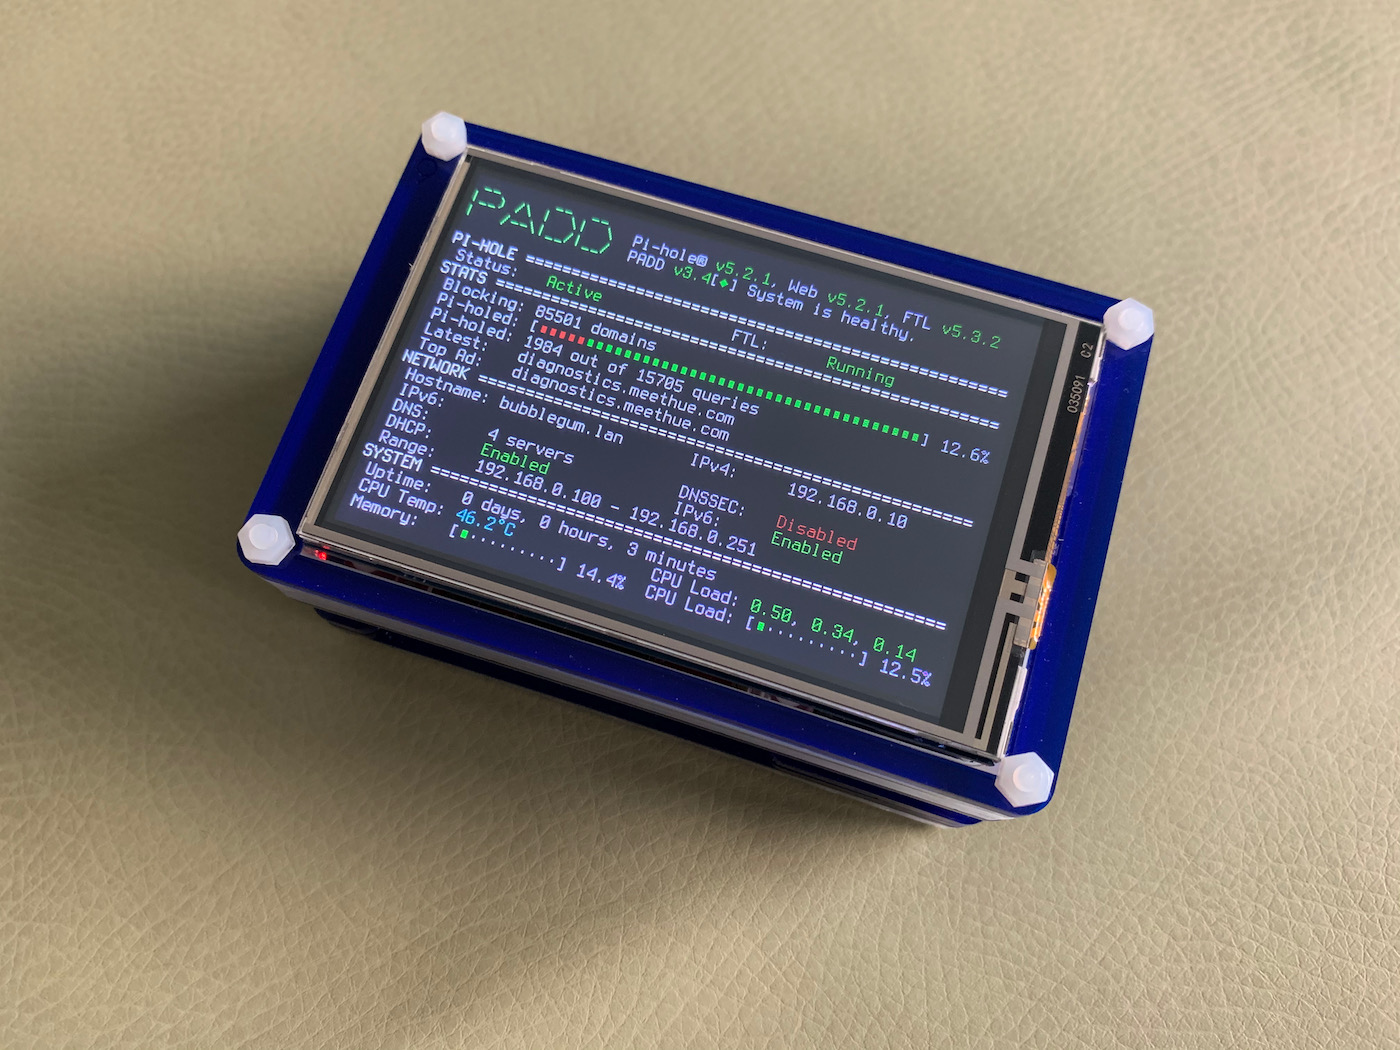 PADD
Pi-hole® v5.2.1, Web v5.2.1, FTL v5.3.2
PADD v3.4[◆] System is healthy.
PI-HOLE ========================================
Status: Active FTL: Running
STATS ==========================================
Blocking: 85501 domains
Pi-holed: [■■■■■■■■■■■■■■■■■■■■■■■■■■■■■■■■■■■■■■■■] 12.6%
Pi-holed: 1984 out of 15705 queries
Latest: diagnostics.meethue.com
Top Ad: diagnostics.meethue.com
NETWORK ========================================
Hostname: bubblegum.lan IPv4: 192.168.0.10
IPv6:
DNS: 4 servers DNSSEC: Disabled
DHCP: Enabled IPv6: Enabled
Range: 192.168.0.100 - 192.168.0.251
SYSTEM =========================================
Uptime: 0 days, 0 hours, 3 minutes
CPU Temp: 46.2°C CPU Load: 0.50, 0.34, 0.14
Memory: [■·········] 14.4% CPU Load: [■·········] 12.5%
035091 C2